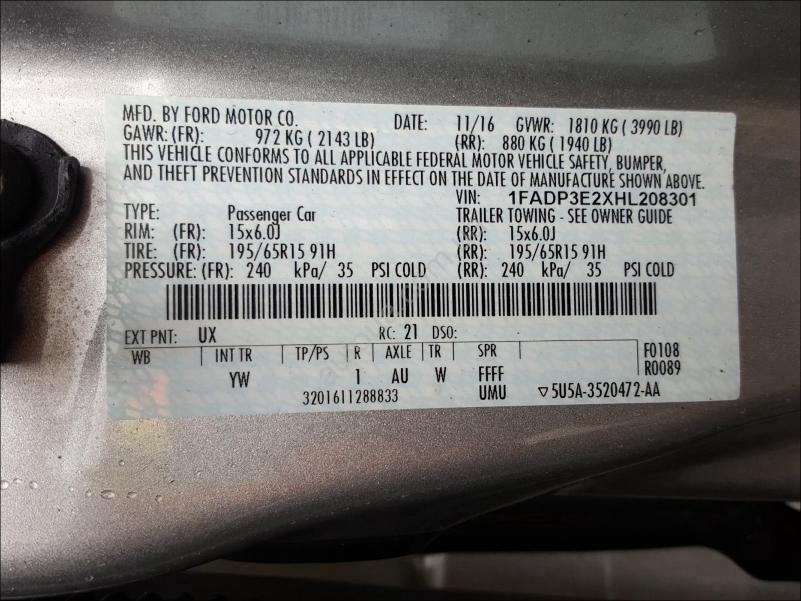 MFD. BY FORD MOTOR CO. DATE: 11/16 GVWR: 1810 KG ( 3990 LB)
GAWR: (FR): 972 KG ( 2143 LB) (RR): 880 KG ( 1940 LB)
THIS VEHICLE CONFORMS TO ALL APPLICABLE FEDERAL MOTOR VEHICLE SAFETY, BUMPER,
AND THEFT PREVENTION STANDARDS IN EFFECT ON THE DATE OF MANUFACTURE SHOWN ABOVE.
VIN: 1FADP3E2XHL208301
TYPE: Passenger Car TRAILER TOWING - SEE OWNER GUIDE
RIM: (FR): 15x6.0J (RR): 15x6.0J
TIRE: (FR): 195/65R15 91H (RR): 195/65R15 91H
PRESSURE: (FR): 240 kPa/ 35 PSI COLD (RR): 240 kPa/ 35 PSI COLD
EXT PNT: UX RC: 21 DSO:
WB INT TR TP/PS R AXLE TR SPR F0108
R0089
YW 1 AU W FFFF
3201611288833 UMU ▽5U5A-3520472-AA